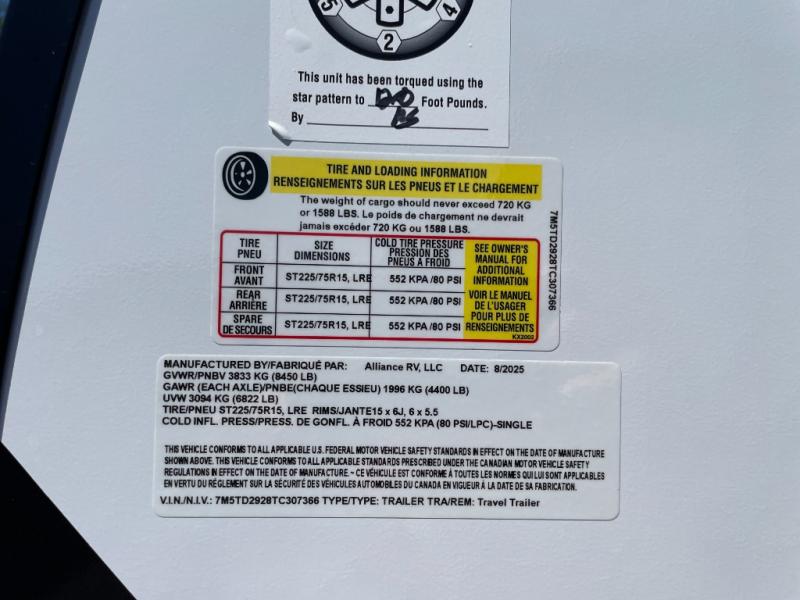 5 4
2
This unit has been torqued using the
star pattern to 120 Foot Pounds.
By
TIRE AND LOADING INFORMATION
RENSEIGNEMENTS SUR LES PNEUS ET LE CHARGEMENT
The weight of cargo should never exceed 720 KG
or 1588 LBS. Le poids de chargement ne devrait
jamais excéder 720 KG ou 1588 LBS.
TIRE SIZE COLD TIRE PRESSURE SEE OWNER'S
PNEU DIMENSIONS PRESSION DES MANUAL FOR
PNEUS À FROID ADDITIONAL
FRONT ST225/75R15, LRE 552 KPA /80 PSI INFORMATION
AVANT
REAR ST225/75R15, LRE 552 KPA /80 PSI VOIR LE MANUEL
ARRIÈRE DE L'USAGER
SPARE ST225/75R15, LRE 552 KPA /80 PSI POUR PLUS DE
DE SECOURS RENSEIGNEMENTS
KX2002
7M5TD2928TC307366
MANUFACTURED BY/FABRIQUÉ PAR: Alliance RV, LLC DATE: 8/2025
GVWR/PNBV 3833 KG (8450 LB)
GAWR (EACH AXLE)/PNBE(CHAQUE ESSIEU) 1996 KG (4400 LB)
UVW 3094 KG (6822 LB)
TIRE/PNEU ST225/75R15, LRE RIMS/JANTE15 x 6J, 6 x 5.5
COLD INFL. PRESS/PRESS. DE GONFL. À FROID 552 KPA (80 PSI/LPC)-SINGLE
THIS VEHICLE CONFORMS TO ALL APPLICABLE U.S. FEDERAL MOTOR VEHICLE SAFETY STANDARDS IN EFFECT ON THE DATE OF MANUFACTURE
SHOWN ABOVE. THIS VEHICLE CONFORMS TO ALL APPLICABLE STANDARDS PRESCRIBED UNDER THE CANADIAN MOTOR VEHICLE SAFETY
REGULATIONS IN EFFECT ON THE DATE OF MANUFACTURE. ~ CE VÉHICULE EST CONFORME À TOUTES LES NORMES QUI LUI SONT APPLICABLES
EN VERTU DU RÉGLEMENT SUR LA SÉCURITÉ DES VÉHICULES AUTOMOBILES DU CANADA EN VIGUEUR À LA DATE DE SA FABRICATION.
V.I.N./N.I.V.: 7M5TD2928TC307366 TYPE/TYPE: TRAILER TRA/REM: Travel Trailer